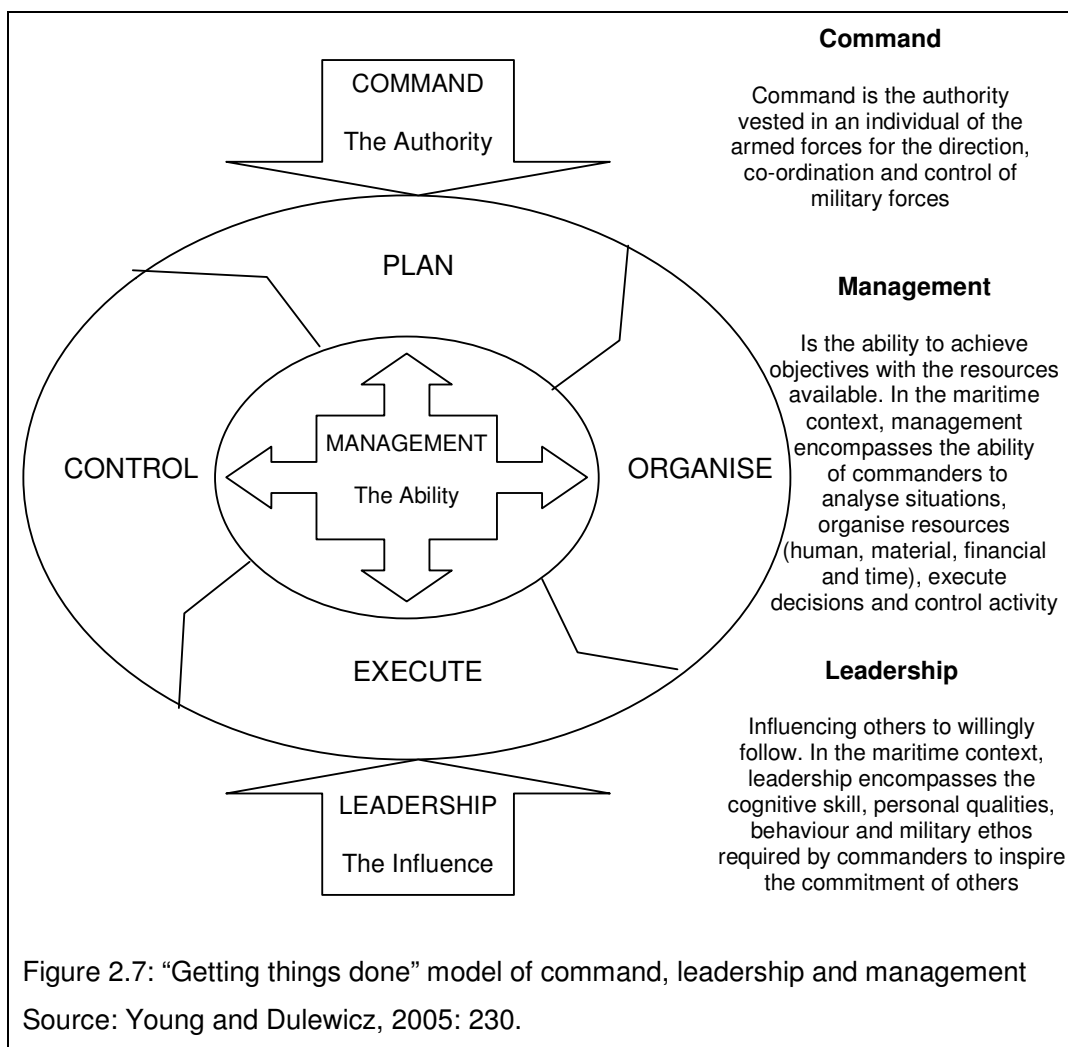 COMMAND
The Authority
PLAN
CONTROL
MANAGEMENT
The Ability
ORGANISE
EXECUTE
LEADERSHIP
The Influence
Command
Command is the authority
vested in an individual of the
armed forces for the direction,
co-ordination and control of
military forces
Management
Is the ability to achieve
objectives with the resources
available. In the maritime
context, management
encompasses the ability
of commanders to
analyse situations,
organise resources
(human, material, financial
and time), execute
decisions and control activity
Leadership
Influencing others to willingly
follow. In the maritime context,
leadership encompasses the
cognitive skill, personal qualities,
behaviour and military ethos
required by commanders to inspire
the commitment of others
Figure 2.7: “Getting things done” model of command, leadership and management
Source: Young and Dulewicz, 2005: 230.